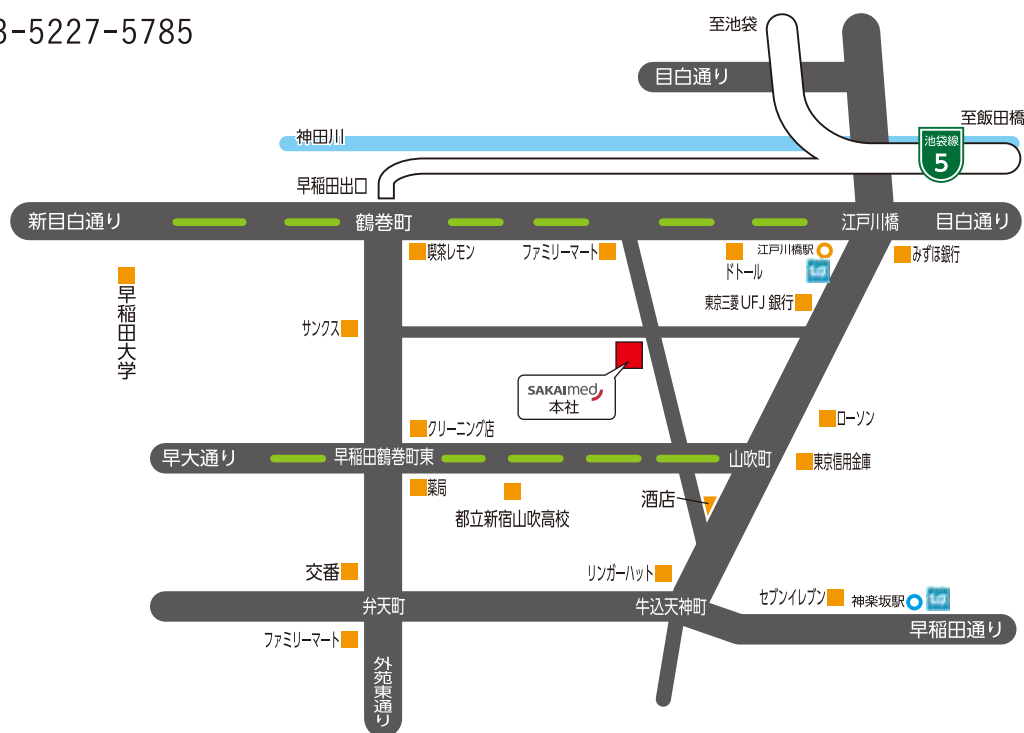 3-5227-5785
至池袋
目白通り
至飯田橋
神田川
池袋線
5
早稲田出口
新目白通り
鶴巻町
江戸川橋
目白通り
喫茶レモン
ファミリーマート
江戸川橋駅
みずほ銀行
ドトール
早稲田大学
東京三菱UFJ銀行
サンクス
SAKAImed
本社
クリーニング店
ローソン
早大通り
早稲田鶴巻町東
山吹町
東京信用金庫
薬局
酒店
都立新宿山吹高校
交番
リンガーハット
セブンイレブン
神楽坂駅
弁天町
牛込天神町
早稲田通り
ファミリーマート
外苑東通り